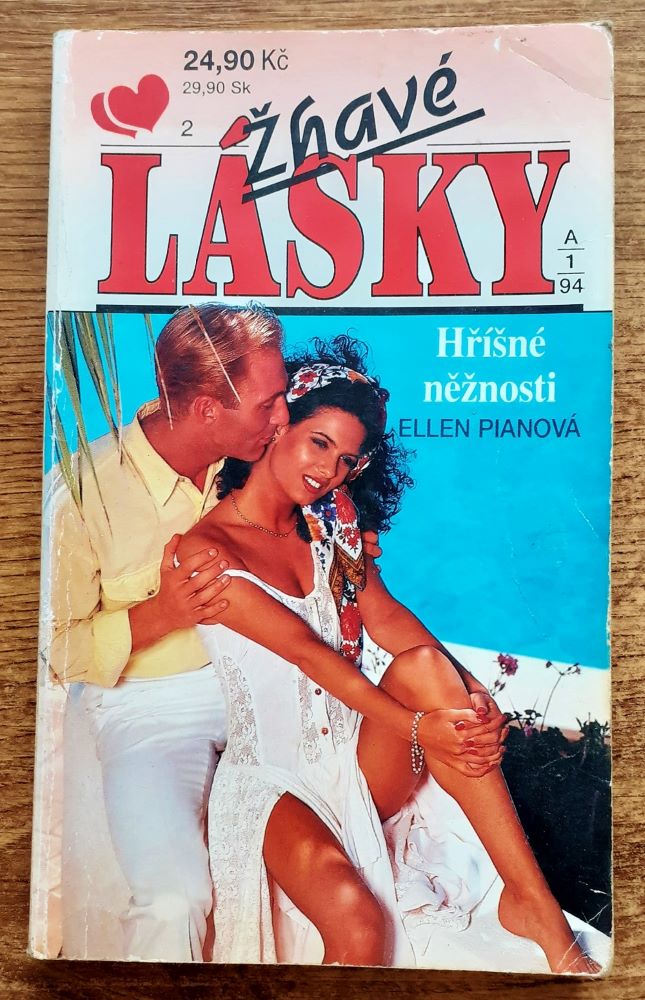 24,90 Kč
29,90 Sk
2
žhavé
LÁSKY
A
1
94
Hříšné
něžnosti
ELLEN PIANOVÁ